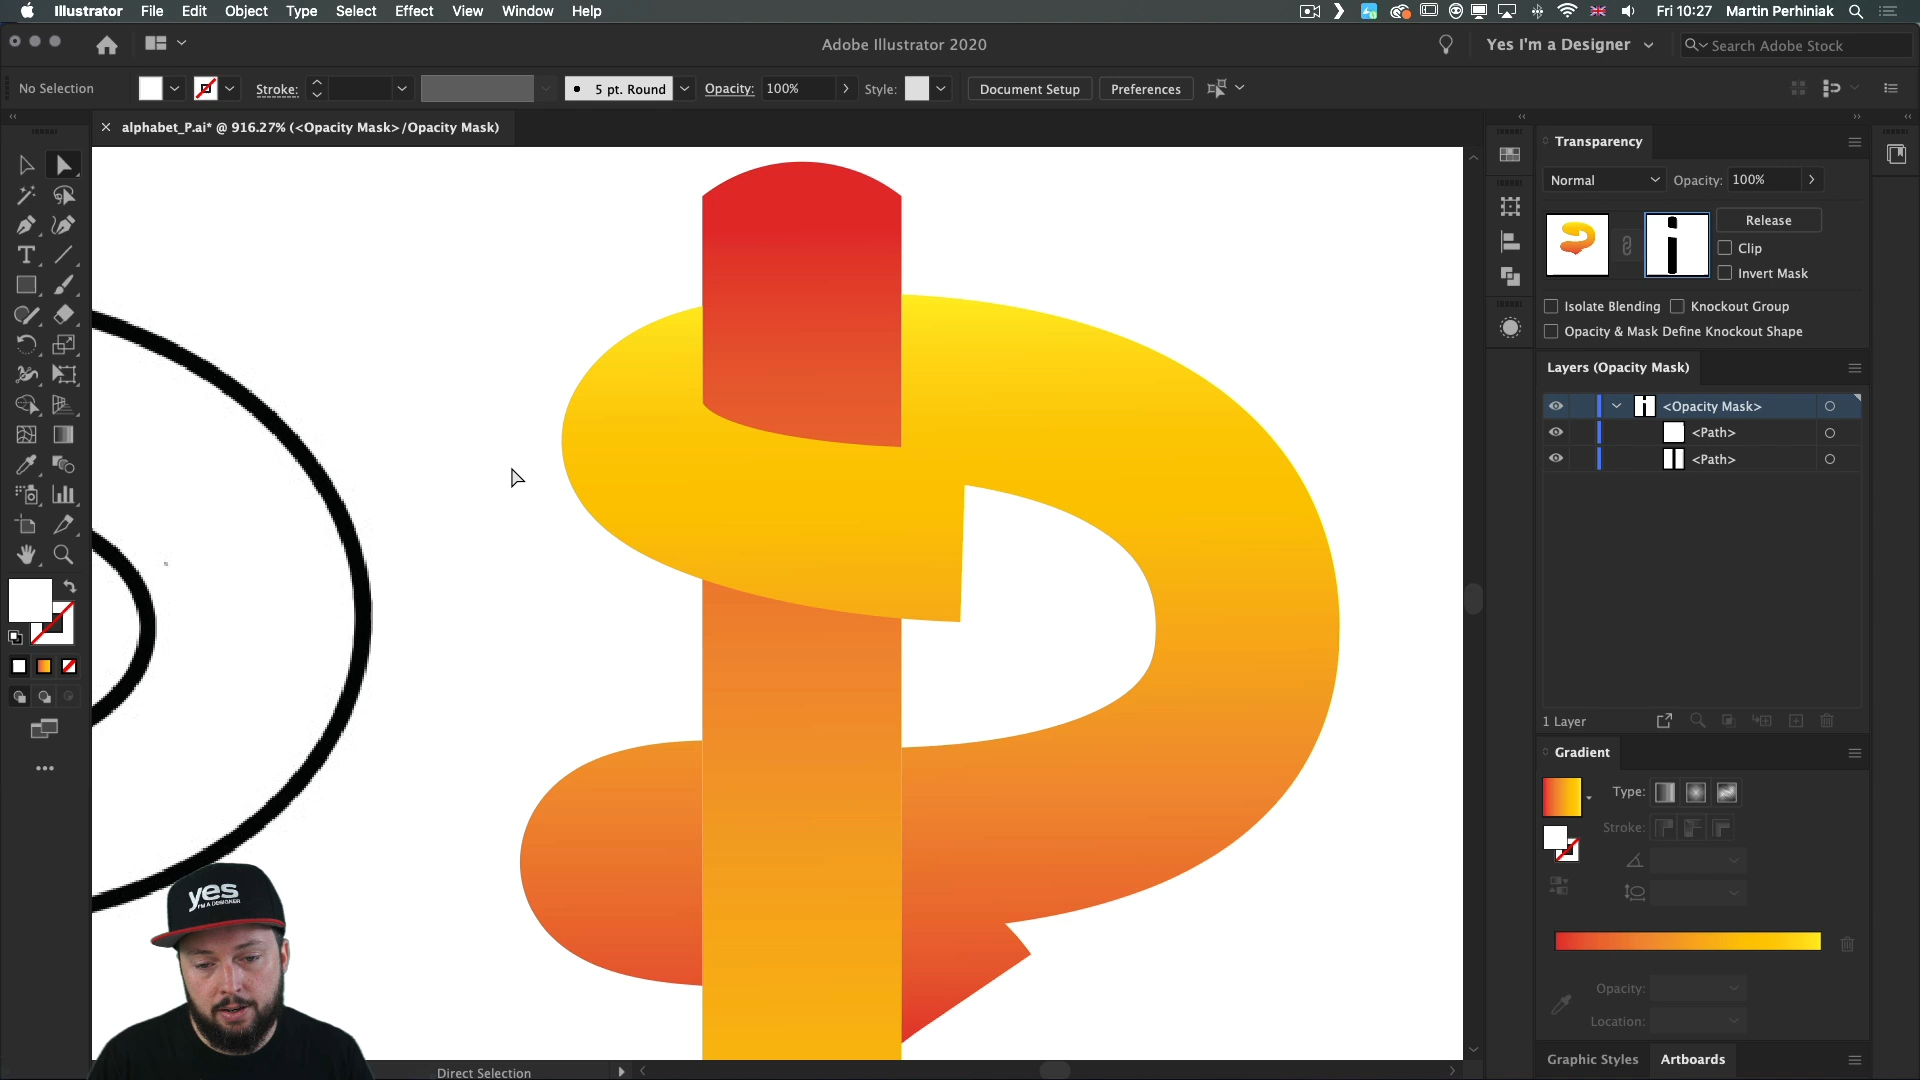 Illustrator File Edit Object Type Select Effect View Window Help
Fri 10:27 Martin Perhiniak
Adobe Illustrator 2020
Yes I'm a Designer
Search Adobe Stock
No Selection
Stroke:
5 pt. Round
Opacity: 100%
Style:
Document Setup
Preferences
alphabet_P.ai* @ 916.27% (<Opacity Mask>/Opacity Mask)
Transparency
Normal
Opacity: 100%
Release
Clip
Invert Mask
Isolate Blending
Knockout Group
Opacity & Mask Define Knockout Shape
Layers (Opacity Mask)
<Opacity Mask>
<Path>
<Path>
1 Layer
Gradient
Type:
Stroke:
Opacity:
Location:
Graphic Styles
Artboards
yes
I'M A DESIGNER
Direct Selection